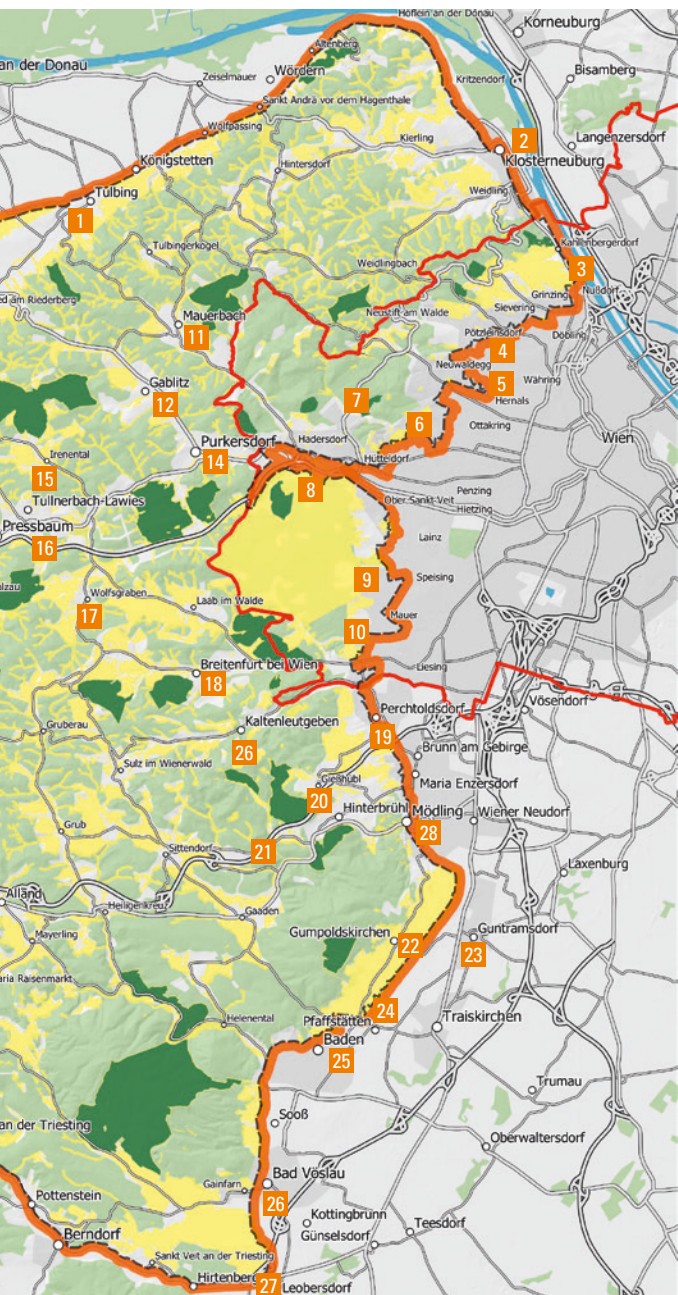 Höflein an der Donau
Korneuburg
Altenberg
an der Donau
Wördern
Bisamberg
Zeiselmauer
Kritzendorf
Sankt Andrä vor dem Hagenthale
Wolfpassing
Kierling
2
Langenzersdorf
Königstetten
Hintersdorf
Klosterneuburg
Tulbing
Weidling
1
Tulbingerkogel
Kahlenbergerdorf
Weidlingbach
3
ed am Riederberg
Grinzing
Nußdorf
Mauerbach
Neustift am Walde
Sievering
11
Pötzleinsdorf
Döbling
4
Neuwaldegg
Gablitz
5
Währing
12
7
Hernals
6
Ottakring
Purkersdorf
Hadersdorf
Wien
Irenental
14
Hütteldorf
15
8
Penzing
Tullnerbach-Lawies
Ober Sankt Veit
Hietzing
Pressbaum
16
Lainz
9
Speising
Wolfsgraben
Laab im Walde
17
Mauer
10
Breitenfurt bei Wien
Liesing
18
Perchtoldsdorf
Vösendorf
Gruberau
Kaltenleutgeben
19
26
Brunn am Gebirge
Sulz im Wienerwald
Gießhübl
Maria Enzersdorf
20
Hinterbrühl
Mödling
Wiener Neudorf
Grub
28
Sittendorf
21
Laxenburg
Alland
Heiligenkreuz
Gaaden
Mayerling
Gumpoldskirchen
22
Guntramsdorf
23
aria Raisenmarkt
24
Helenental
Pfaffstätten
Traiskirchen
Baden
25
Trumau
Sooß
an der Triesting
Oberwaltersdorf
Gainfarn
Bad Vöslau
Pottenstein
26
Kottingbrunn
Teesdorf
Berndorf
Günselsdorf
Sankt Veit an der Triesting
Hirtenberg
27
Leobersdorf